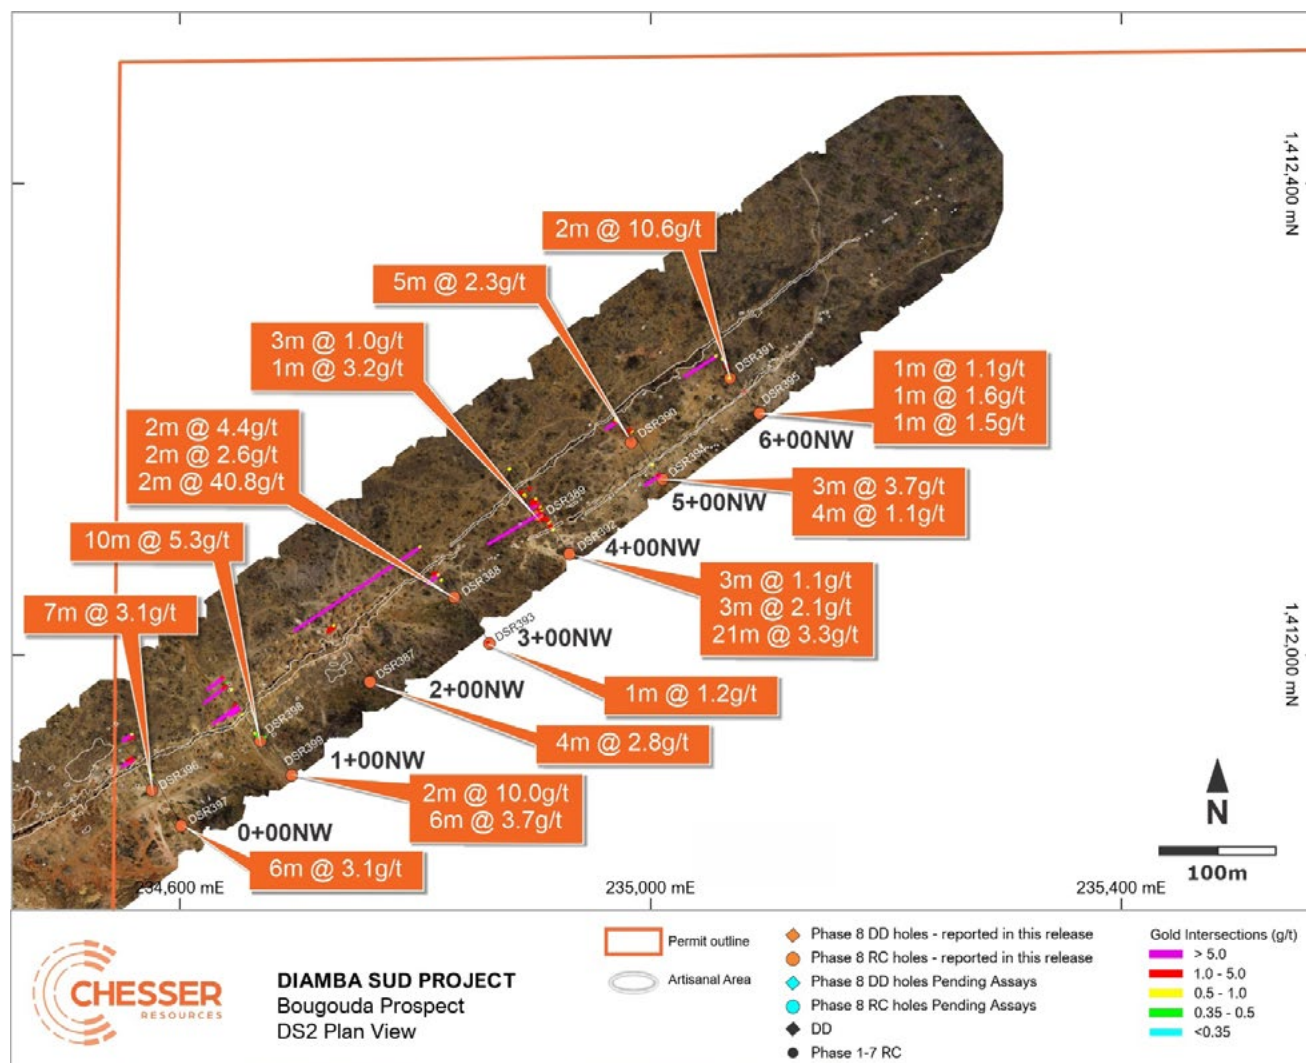 1,412,400 mN
2m @ 10.6g/t
5m @ 2.3g/t
3m @ 1.0g/t
1m @ 3.2g/t
DSR391
DSR395
1m @ 1.1g/t
1m @ 1.6g/t
1m @ 1.5g/t
2m @ 4.4g/t
2m @ 2.6g/t
2m @ 40.8g/t
DSR390
6+00NW
DSR394
3m @ 3.7g/t
4m @ 1.1g/t
5+00NW
DSR389
10m @ 5.3g/t
DSR392
4+00NW
3m @ 1.1g/t
3m @ 2.1g/t
21m @ 3.3g/t
7m @ 3.1g/t
DSR388
DSR393
3+00NW
1,412,000 mN
DSR387
2+00NW
1m @ 1.2g/t
DSR398
4m @ 2.8g/t
DSR399
1+00NW
DSR396
2m @ 10.0g/t
6m @ 3.7g/t
DSR397
0+00NW
6m @ 3.1g/t
N
100m
234,600 mE
235,000 mE
235,400 mE
CHESSER
RESOURCES
DIAMBA SUD PROJECT
Bougouda Prospect
DS2 Plan View
Permit outline
Artisanal Area
Phase 8 DD holes - reported in this release
Phase 8 RC holes - reported in this release
Phase 8 DD holes Pending Assays
Phase 8 RC holes Pending Assays
DD
Phase 1-7 RC
Gold Intersections (g/t)
> 5.0
1.0 - 5.0
0.5 - 1.0
0.35 - 0.5
<0.35